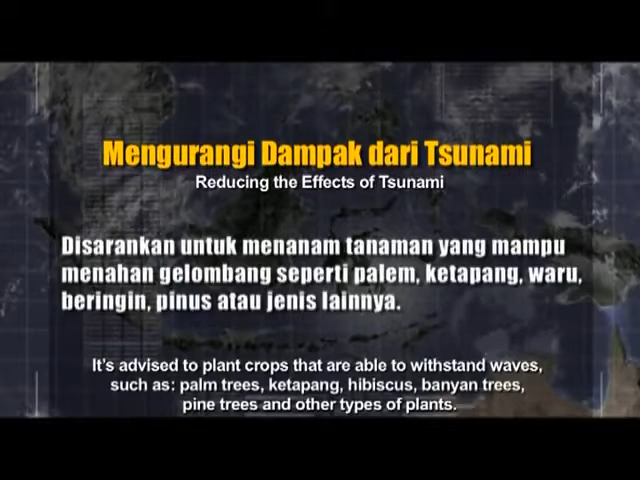 Mengurangi Dampak dari Tsunami
Reducing the Effects of Tsunami
Disarankan untuk menanam tanaman yang mampu
menahan gelombang seperti palem, ketapang, waru,
beringin, pinus atau jenis lainnya.
It's advised to plant crops that are able to withstand waves,
such as: palm trees, ketapang, hibiscus, banyan trees,
pine trees and other types of plants.